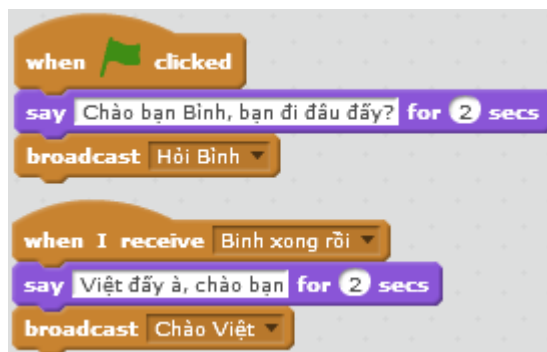 when clicked
say Chào bạn Bình, bạn đi đâu đấy? for 2 secs
broadcast Hỏi Bình
when I receive Binh xong rồi
say Việt đấy à, chào bạn for 2 secs
broadcast Chào Việt